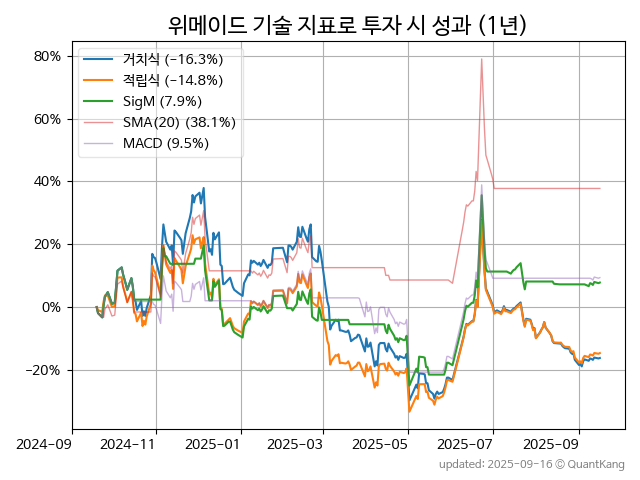 위메이드 기술 지표로 투자 시 성과 (1년)
거치식 (−16.3%)
적립식 (−14.8%)
SigM (7.9%)
SMA(20) (38.1%)
MACD (9.5%)
80%
60%
40%
20%
0%
−20%
2024-09 2024-11 2025-01 2025-03 2025-05 2025-07 2025-09
updated: 2025-09-16 © QuantKang